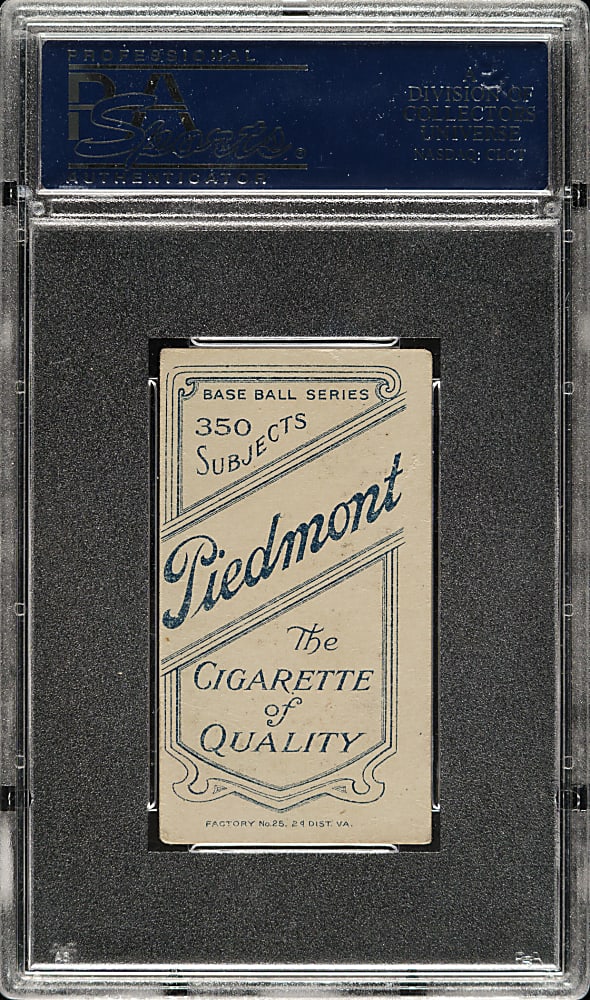 PROFESSIONAL
PSA
Sports®
AUTHENTICATOR
A
DIVISION OF
COLLECTORS
UNIVERSE
NASDAQ: CLCT
BASE BALL SERIES
350
SUBJECTS
Piedmont
The
CIGARETTE
of
QUALITY
FACTORY No. 25, 2d DIST. VA.
PSA